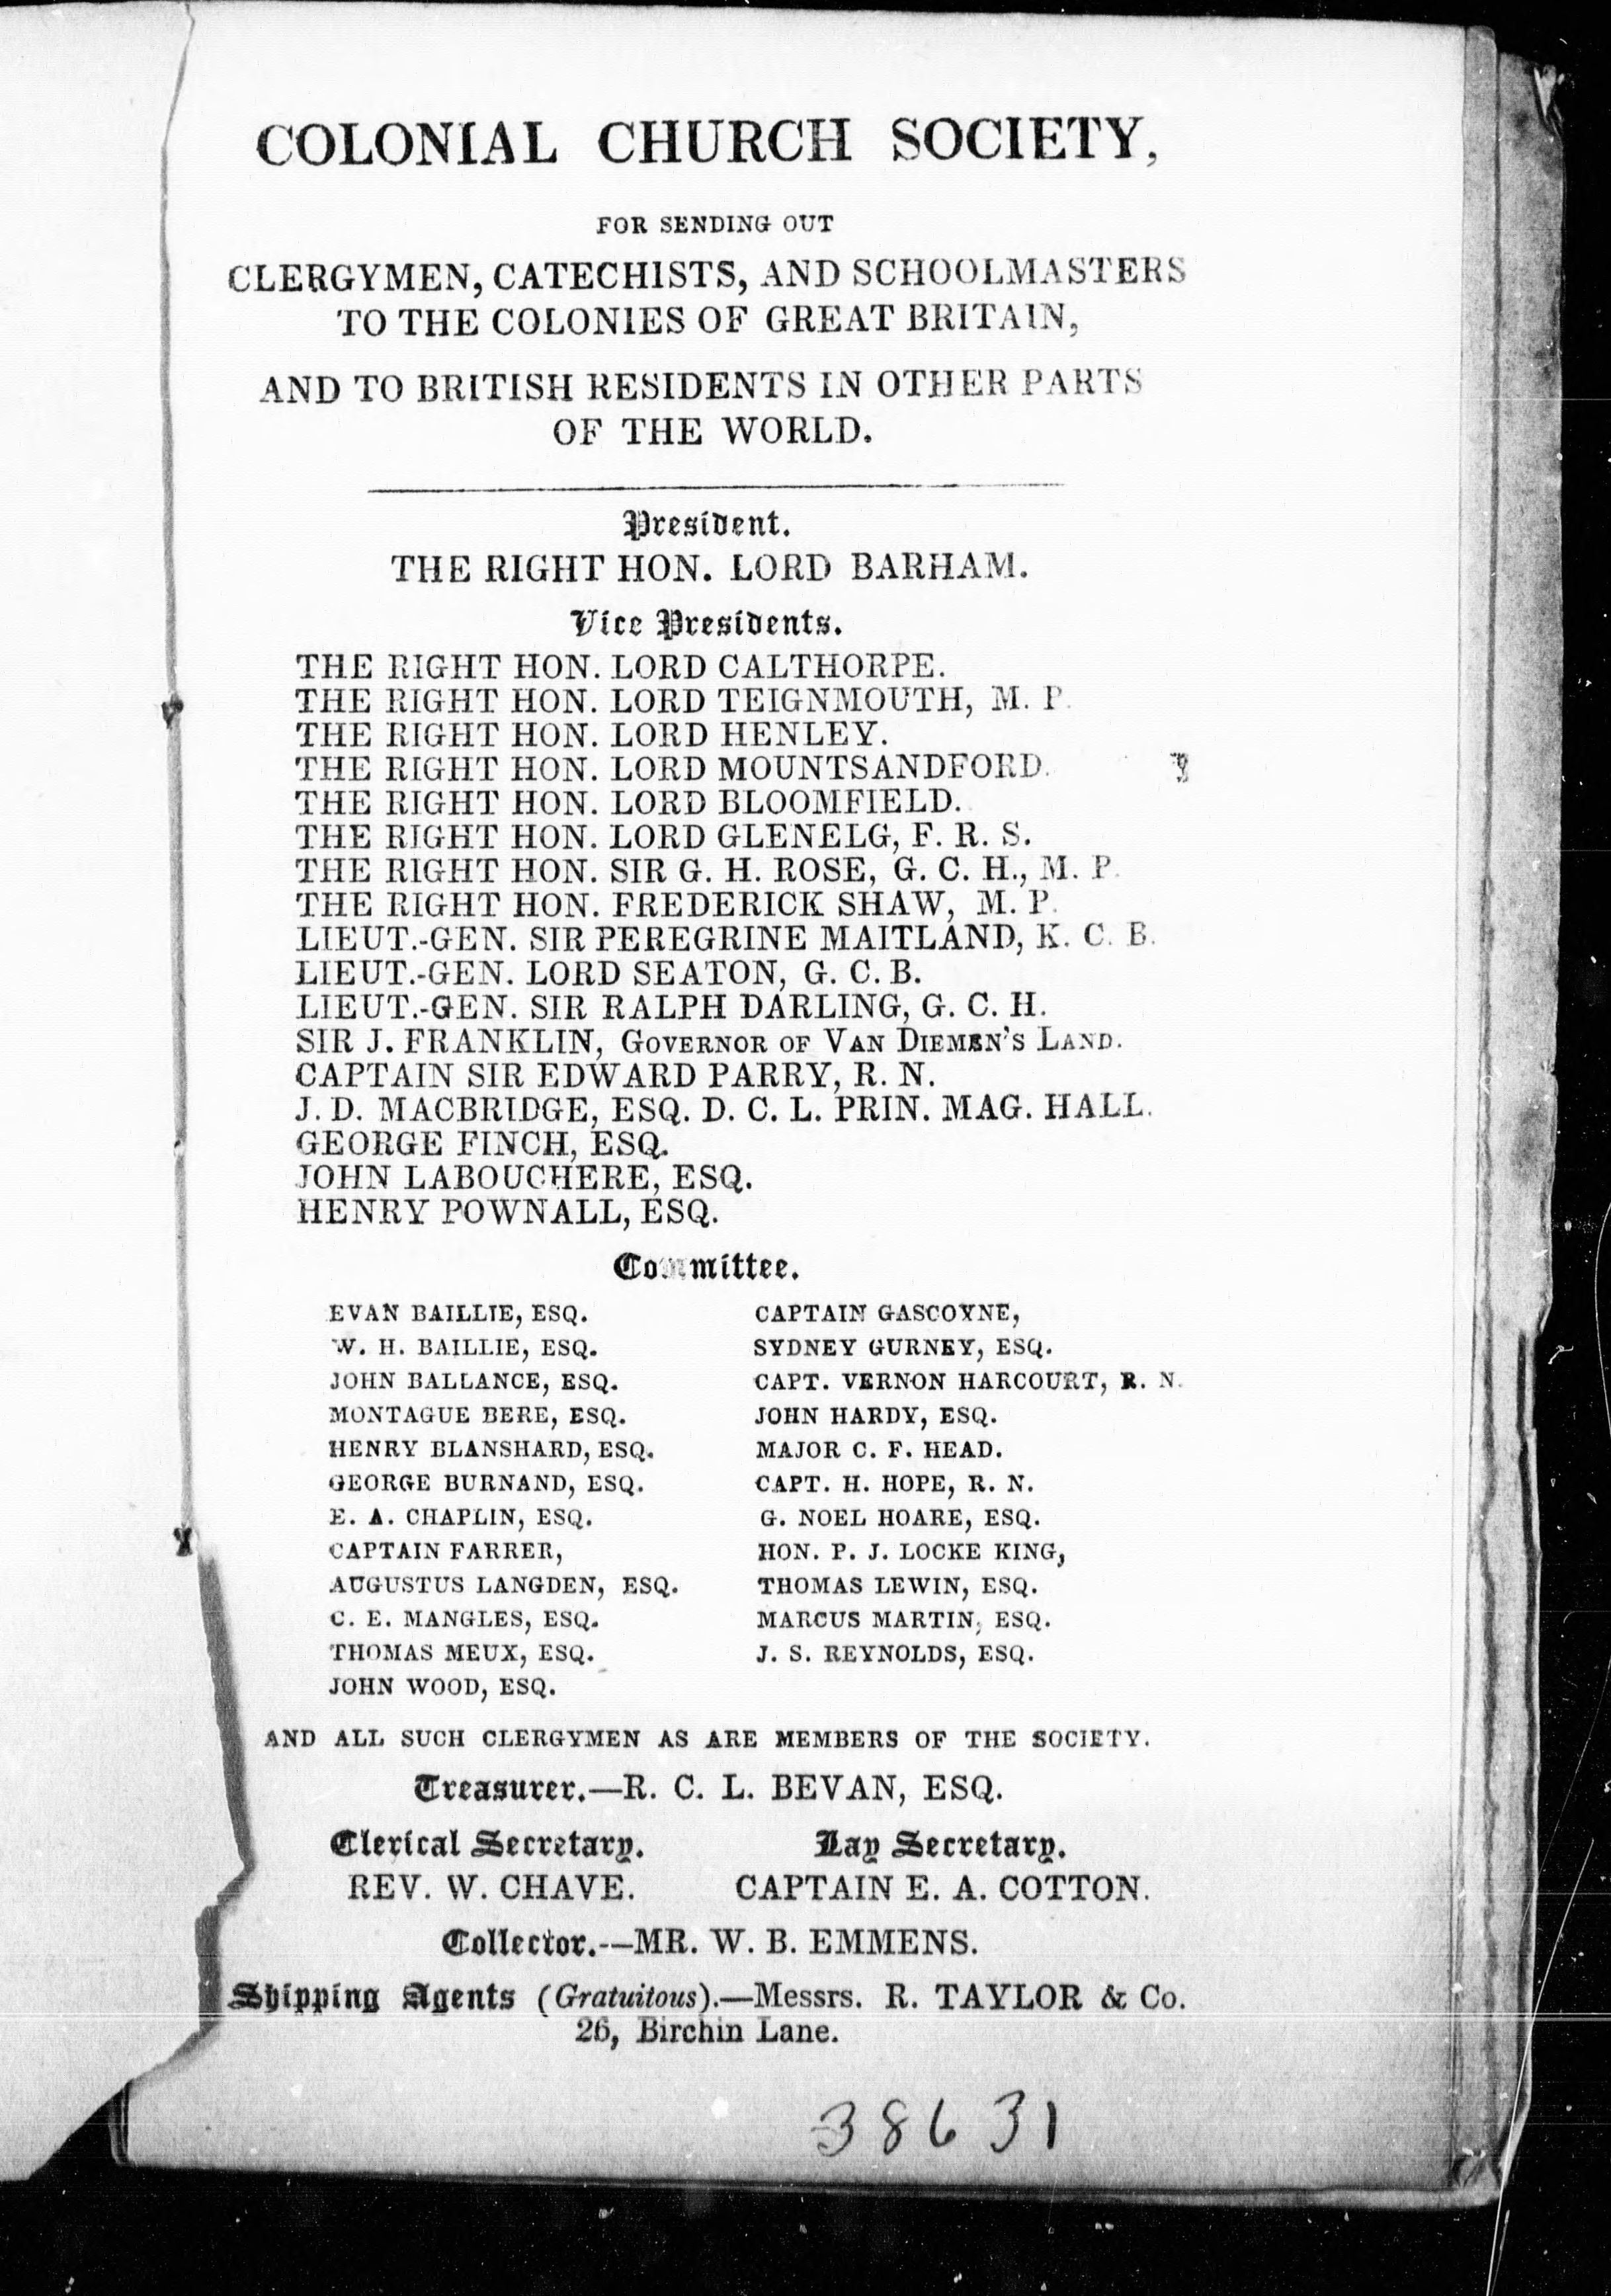 COLONIAL CHURCH SOCIETY,
FOR SENDING OUT
CLERGYMEN, CATECHISTS, AND SCHOOLMASTERS
TO THE COLONIES OF GREAT BRITAIN,
AND TO BRITISH RESIDENTS IN OTHER PARTS
OF THE WORLD.
President.
THE RIGHT HON. LORD BARHAM.
Vice Presidents.
THE RIGHT HON. LORD CALTHORPE.
THE RIGHT HON. LORD TEIGNMOUTH, M. P.
THE RIGHT HON. LORD HENLEY.
THE RIGHT HON. LORD MOUNTSANDFORD.
THE RIGHT HON. LORD BLOOMFIELD.
THE RIGHT HON. LORD GLENELG, F. R. S.
THE RIGHT HON. SIR G. H. ROSE, G. C. H., M. P.
THE RIGHT HON. FREDERICK SHAW, M. P.
LIEUT.-GEN. SIR PEREGRINE MAITLAND, K. C. B.
LIEUT.-GEN. LORD SEATON, G. C. B.
LIEUT.-GEN. SIR RALPH DARLING, G. C. H.
SIR J. FRANKLIN, GOVERNOR OF VAN DIEMEN'S LAND.
CAPTAIN SIR EDWARD PARRY, R. N.
J. D. MACBRIDGE, ESQ. D. C. L. PRIN. MAG. HALL.
GEORGE FINCH, ESQ.
JOHN LABOUCHERE, ESQ.
HENRY POWNALL, ESQ.
Committee.
EVAN BAILLIE, ESQ.
W. H. BAILLIE, ESQ.
JOHN BALLANCE, ESQ.
MONTAGUE BERE, ESQ.
HENRY BLANSHARD, ESQ.
GEORGE BURNAND, ESQ.
E. A. CHAPLIN, ESQ.
CAPTAIN FARRER,
AUGUSTUS LANGDEN, ESQ.
C. E. MANGLES, ESQ.
THOMAS MEUX, ESQ.
JOHN WOOD, ESQ.
CAPTAIN GASCOYNE,
SYDNEY GURNEY, ESQ.
CAPT. VERNON HARCOURT, R. N.
JOHN HARDY, ESQ.
MAJOR C. F. HEAD.
CAPT. H. HOPE, R. N.
G. NOEL HOARE, ESQ.
HON. P. J. LOCKE KING,
THOMAS LEWIN, ESQ.
MARCUS MARTIN, ESQ.
J. S. REYNOLDS, ESQ.
AND ALL SUCH CLERGYMEN AS ARE MEMBERS OF THE SOCIETY.
Treasurer.—R. C. L. BEVAN, ESQ.
Clerical Secretary. Lay Secretary.
REV. W. CHAVE. CAPTAIN E. A. COTTON.
Collector.—MR. W. B. EMMENS.
Shipping Agents (Gratuitous).—Messrs. R. TAYLOR & Co.
26, Birchin Lane.
38631